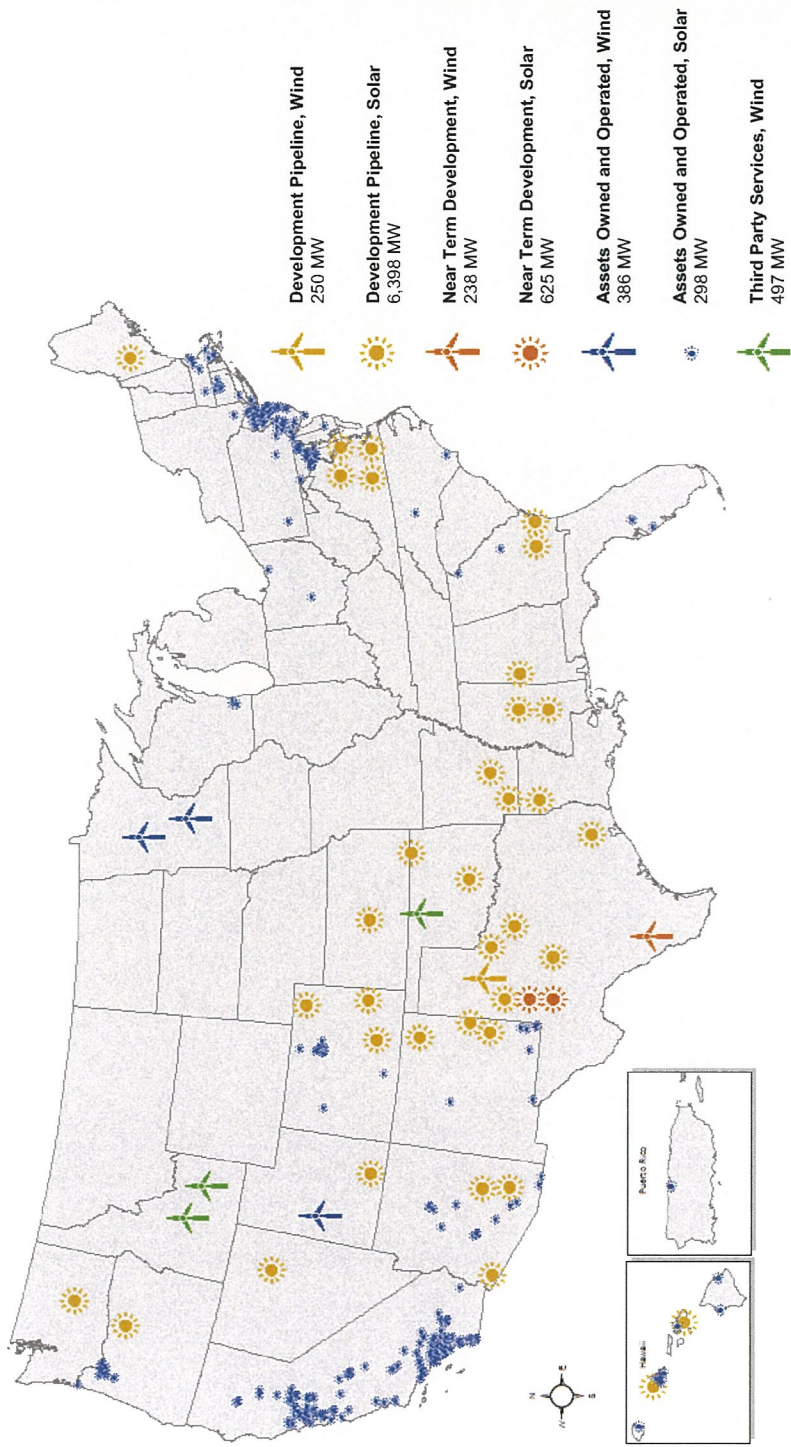 Development Pipeline, Wind
250 MW
Development Pipeline, Solar
6,398 MW
Near Term Development, Wind
238 MW
Near Term Development, Solar
625 MW
Assets Owned and Operated, Wind
386 MW
Assets Owned and Operated, Solar
298 MW
Third Party Services, Wind
497 MW
N
W
E
S
Hawaii
Puerto Rico